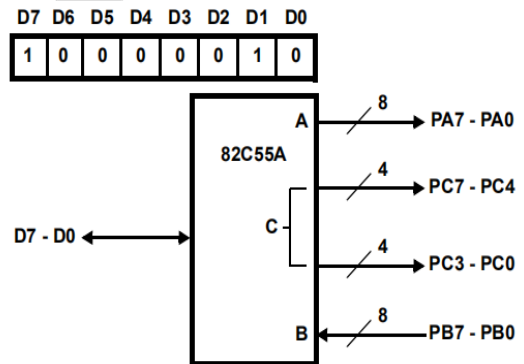 D7 D6 D5 D4 D3 D2 D1 D0
1 0 0 0 0 0 1 0
8
A PA7 - PA0
82C55A
4
PC7 - PC4
C
D7 - D0
4
PC3 - PC0
8
B PB7 - PB0